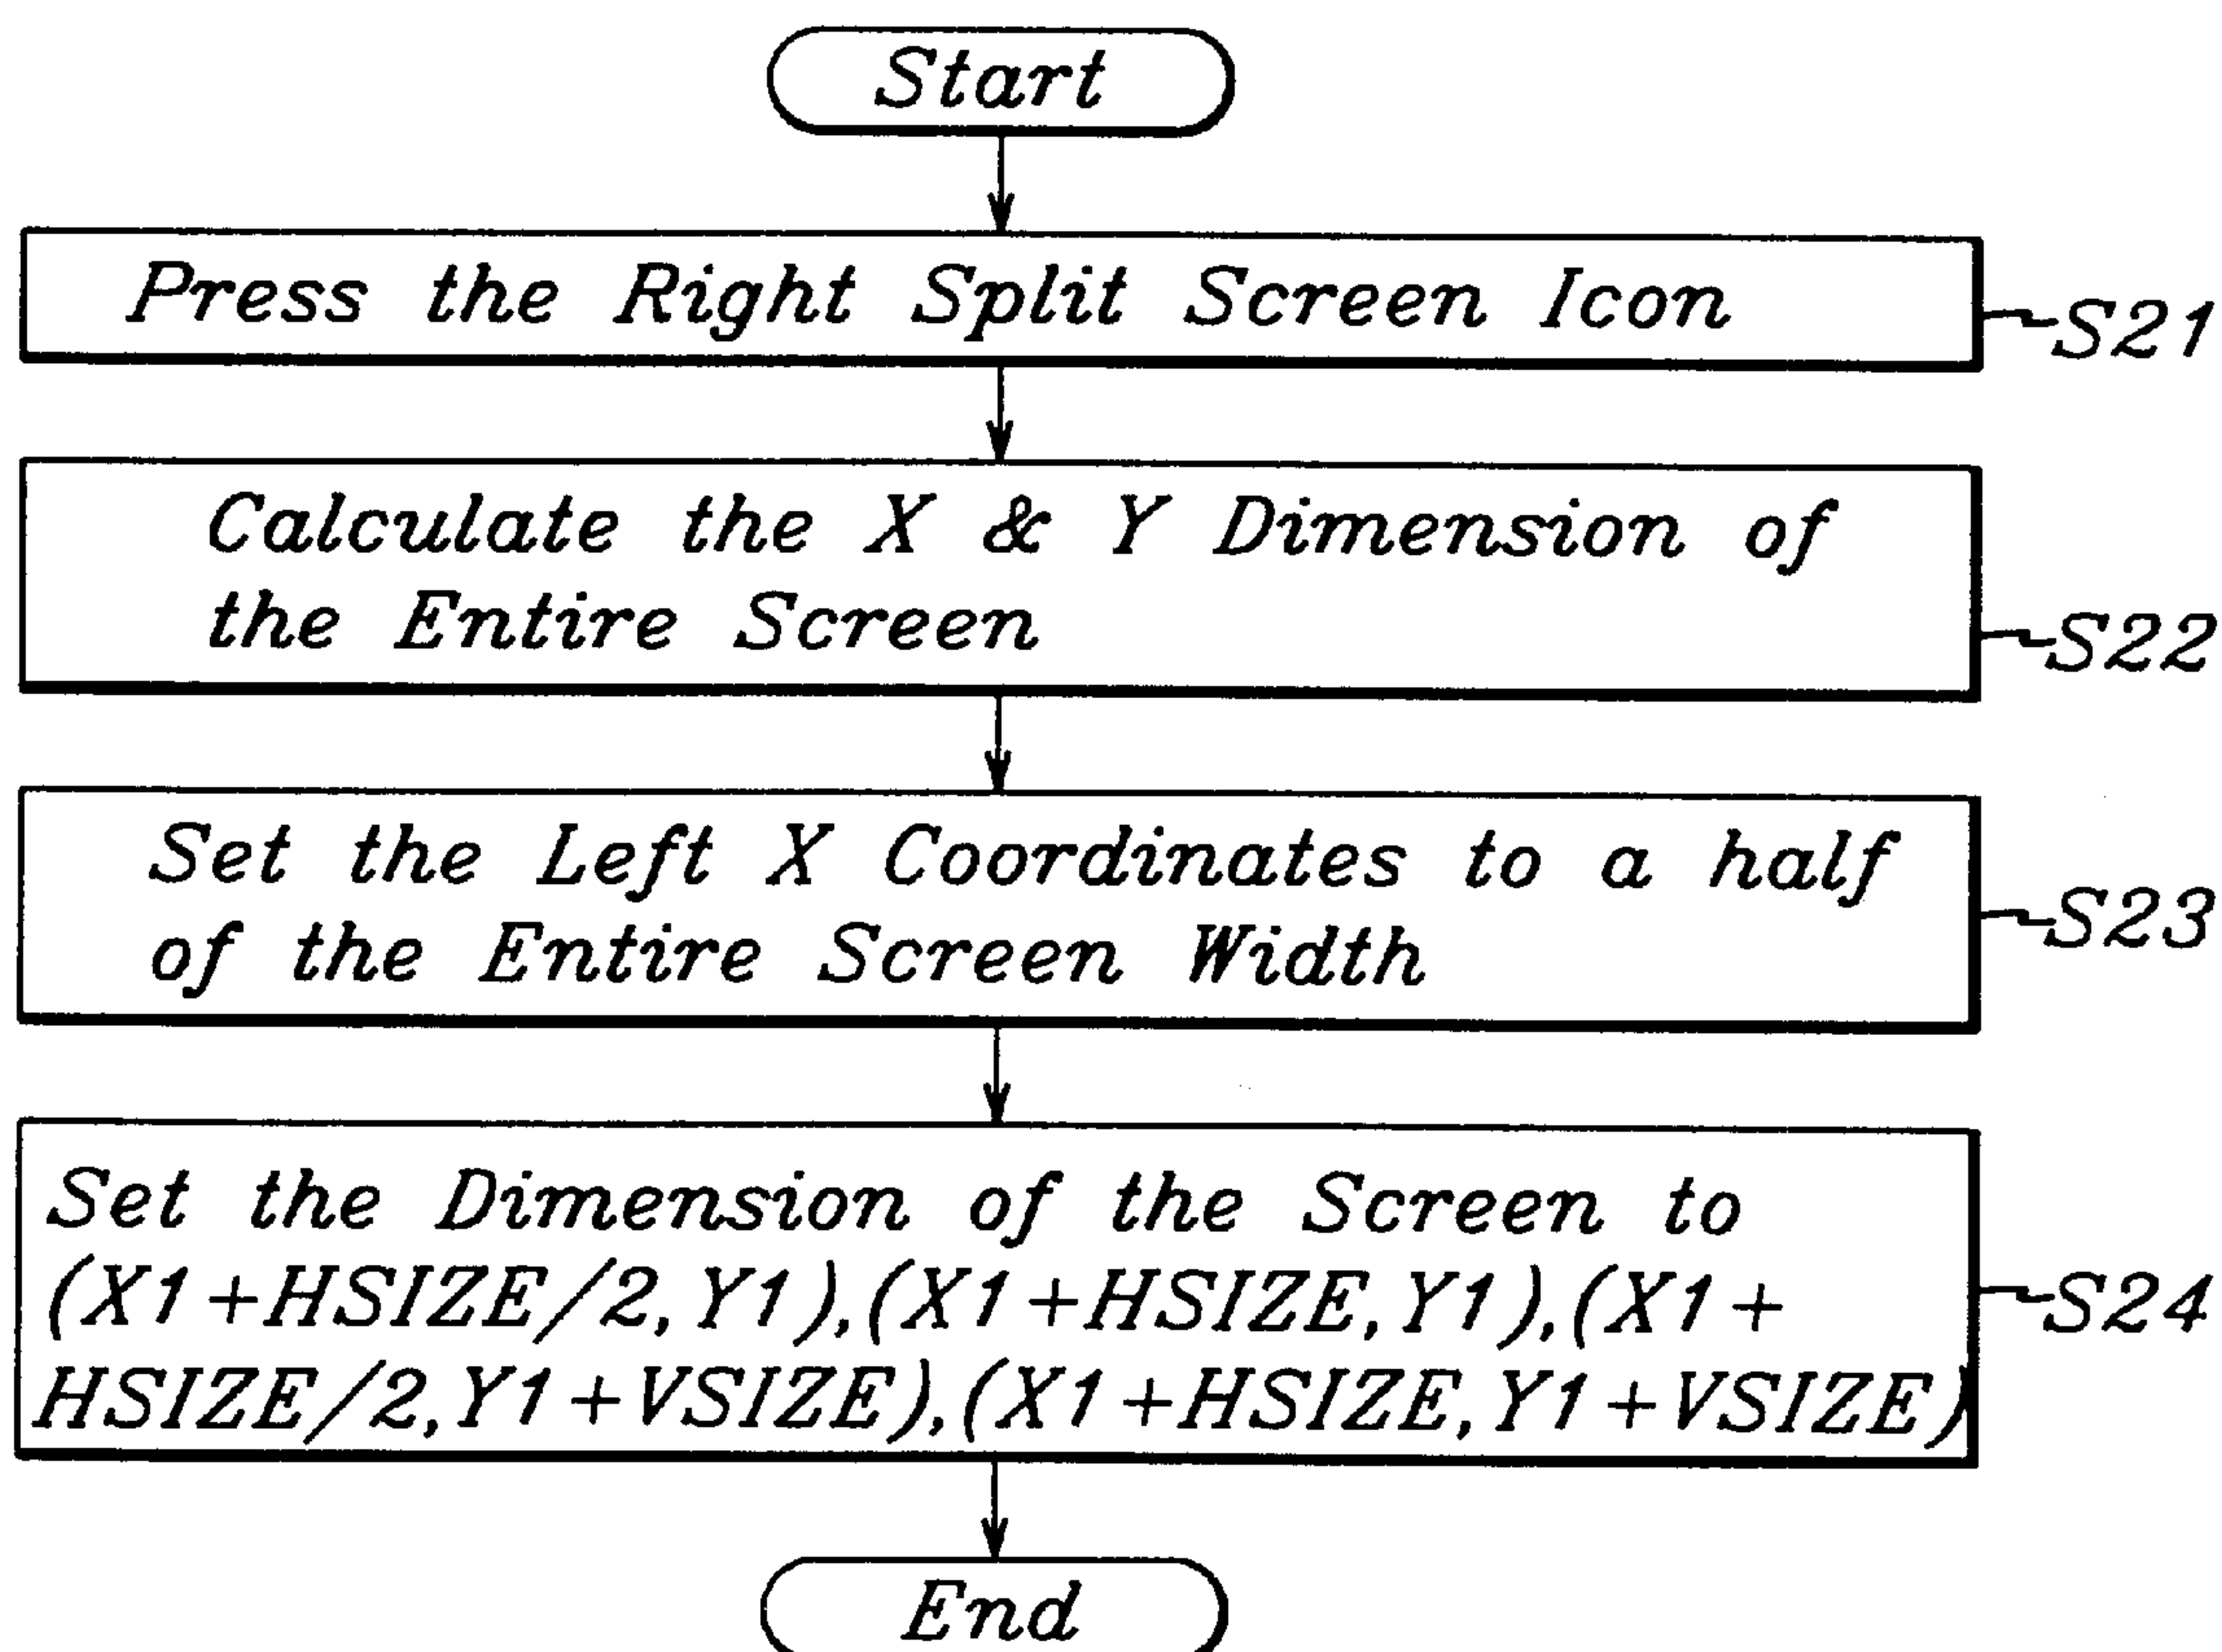 Start
Press the Right Split Screen Icon
S21
Calculate the X & Y Dimension of
the Entire Screen
S22
Set the Left X Coordinates to a half
of the Entire Screen Width
S23
Set the Dimension of the Screen to
(X1+HSIZE/2,Y1),(X1+HSIZE,Y1),(X1+
HSIZE/2,Y1+VSIZE),(X1+HSIZE,Y1+VSIZE)
S24
End